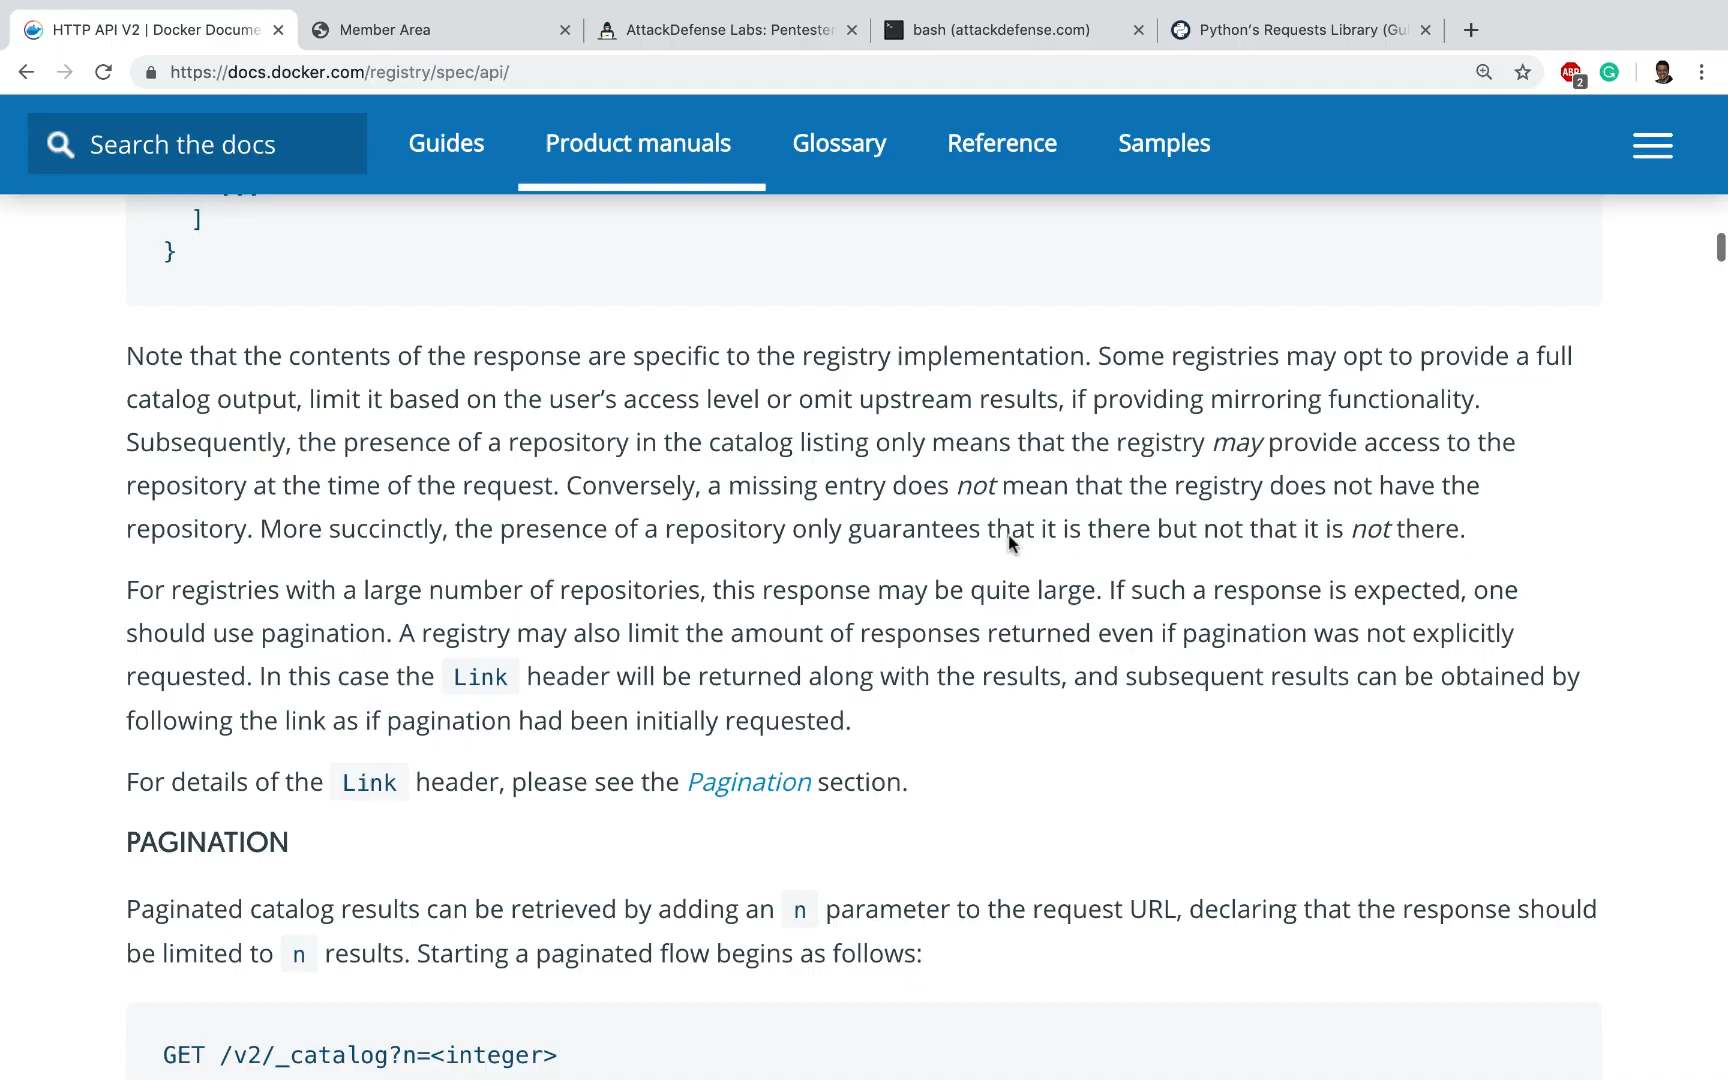 HTTP API V2 | Docker Docume
Member Area
AttackDefense Labs: Pentester
bash (attackdefense.com)
Python's Requests Library (Gui
https://docs.docker.com/registry/spec/api/
ABP
2
G
Search the docs
Guides
Product manuals
Glossary
Reference
Samples
]
}
Note that the contents of the response are specific to the registry implementation. Some registries may opt to provide a full
catalog output, limit it based on the user’s access level or omit upstream results, if providing mirroring functionality.
Subsequently, the presence of a repository in the catalog listing only means that the registry may provide access to the
repository at the time of the request. Conversely, a missing entry does not mean that the registry does not have the
repository. More succinctly, the presence of a repository only guarantees that it is there but not that it is not there.
For registries with a large number of repositories, this response may be quite large. If such a response is expected, one
should use pagination. A registry may also limit the amount of responses returned even if pagination was not explicitly
requested. In this case the Link header will be returned along with the results, and subsequent results can be obtained by
following the link as if pagination had been initially requested.
For details of the Link header, please see the Pagination section.
PAGINATION
Paginated catalog results can be retrieved by adding an n parameter to the request URL, declaring that the response should
be limited to n results. Starting a paginated flow begins as follows:
GET /v2/_catalog?n=<integer>